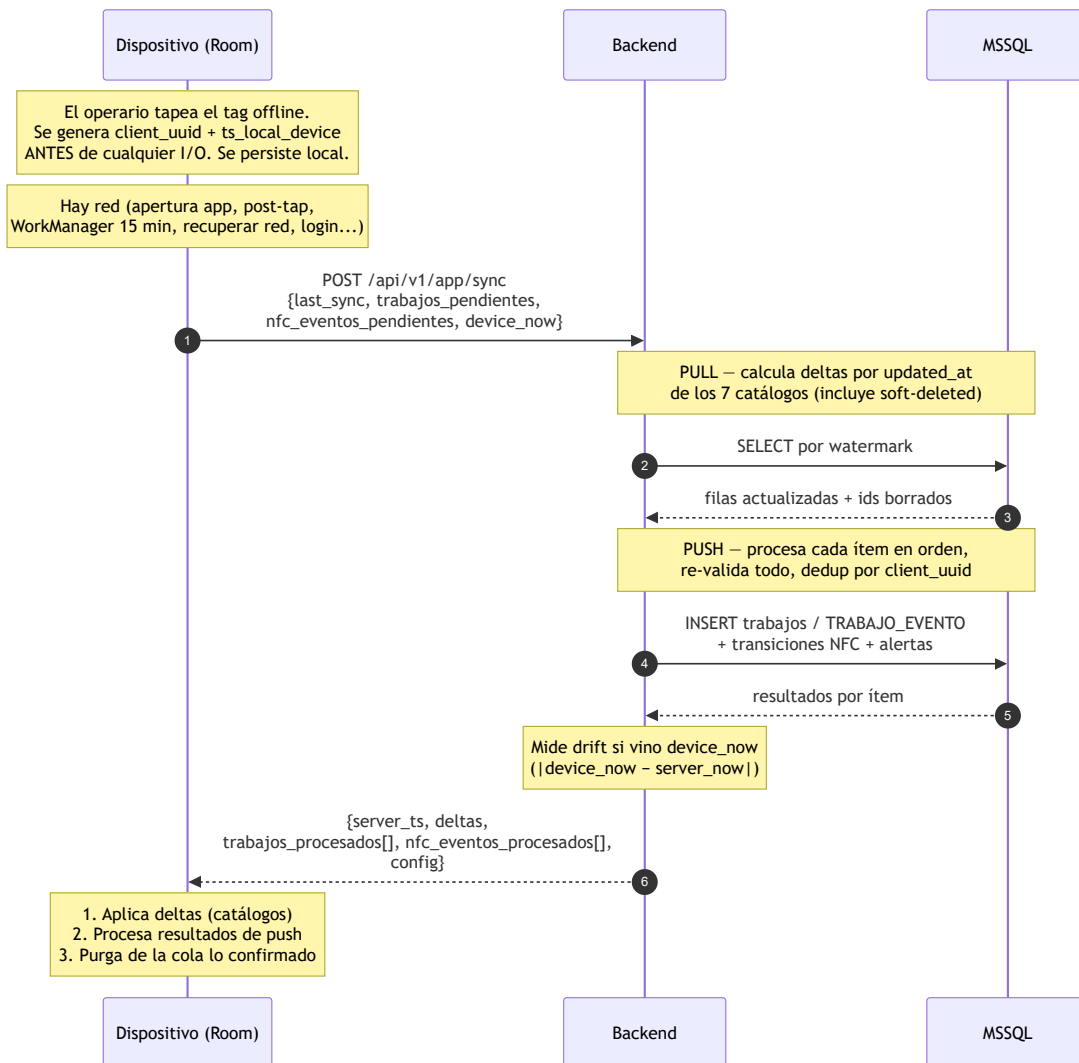 Dispositivo (Room)
Backend
MSSQL
El operario tapea el tag offline.
Se genera client_uuid + ts_local_device
ANTES de cualquier I/O. Se persiste local.
Hay red (apertura app, post-tap,
WorkManager 15 min, recuperar red, login...)
POST /api/v1/app/sync
{last_sync, trabajos_pendientes,
nfc_eventos_pendientes, device_now}
1
PULL — calcula deltas por updated_at
de los 7 catálogos (incluye soft-deleted)
SELECT por watermark
2
filas actualizadas + ids borrados
3
PUSH — procesa cada ítem en orden,
re-valida todo, dedup por client_uuid
INSERT trabajos / TRABAJO_EVENTO
+ transiciones NFC + alertas
4
resultados por ítem
5
Mide drift si vino device_now
(|device_now − server_now|)
{server_ts, deltas,
trabajos_procesados[], nfc_eventos_procesados[],
config}
6
1. Aplica deltas (catálogos)
2. Procesa resultados de push
3. Purga de la cola lo confirmado
Dispositivo (Room)
Backend
MSSQL